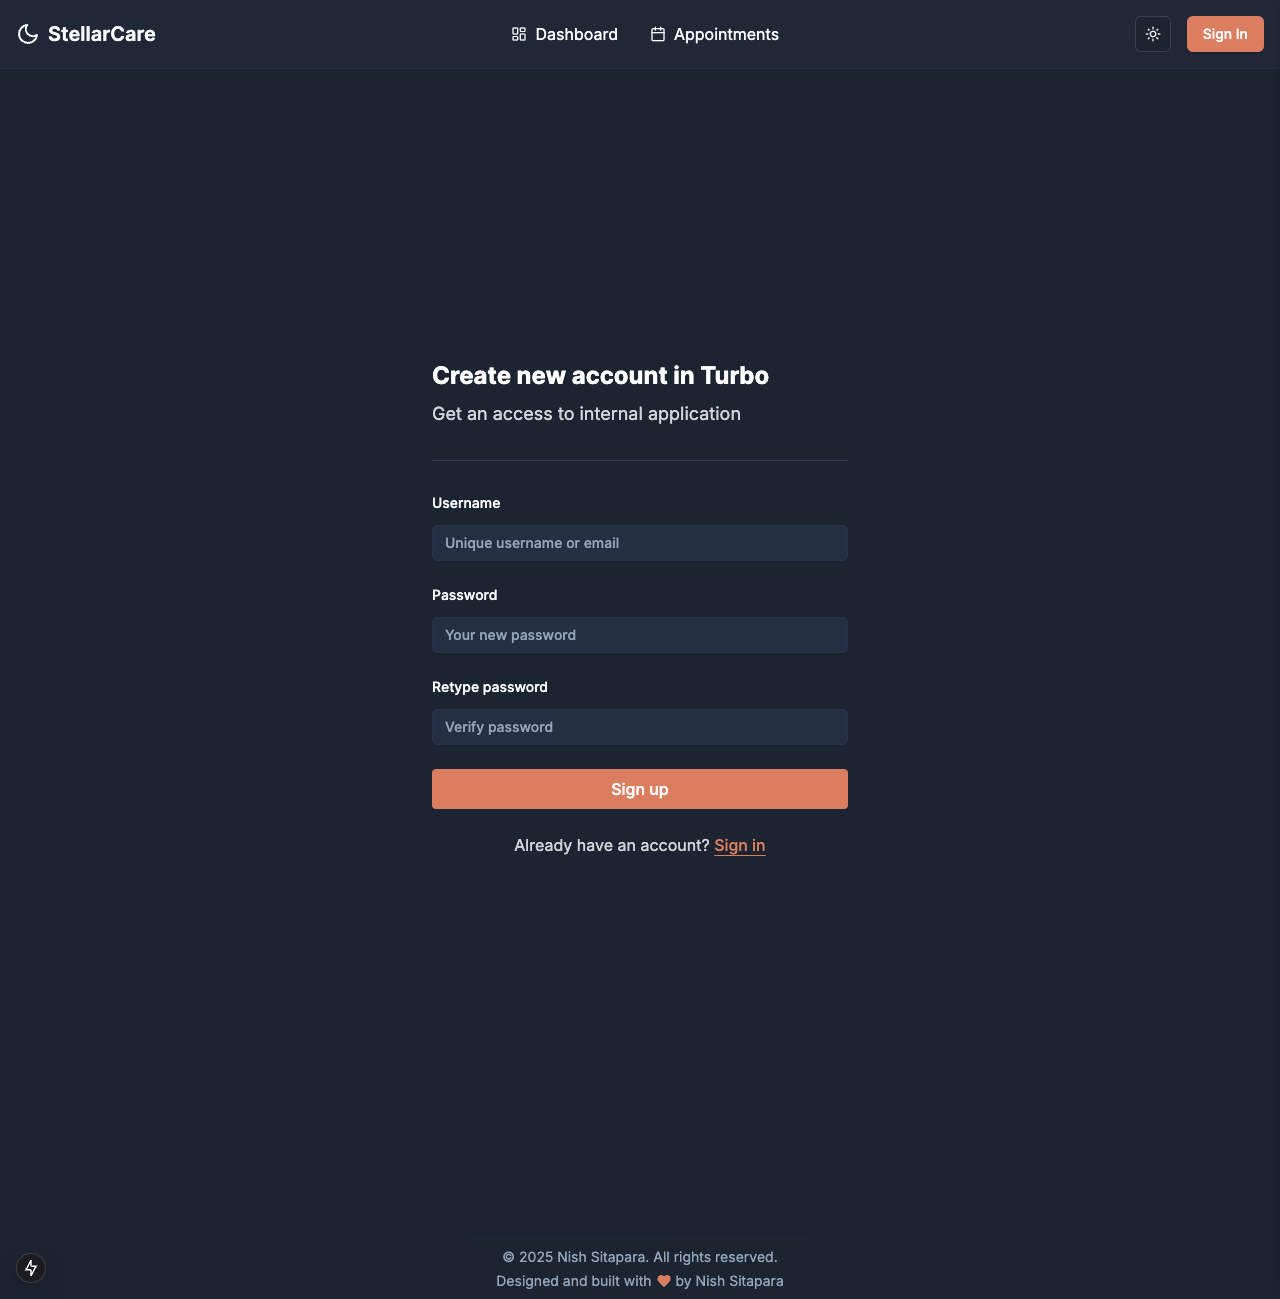 StellarCare
Dashboard
Appointments
Sign In
Create new account in Turbo
Get an access to internal application
Username
Unique username or email
Password
Your new password
Retype password
Verify password
Sign up
Already have an account? Sign in
© 2025 Nish Sitapara. All rights reserved.
Designed and built with by Nish Sitapara